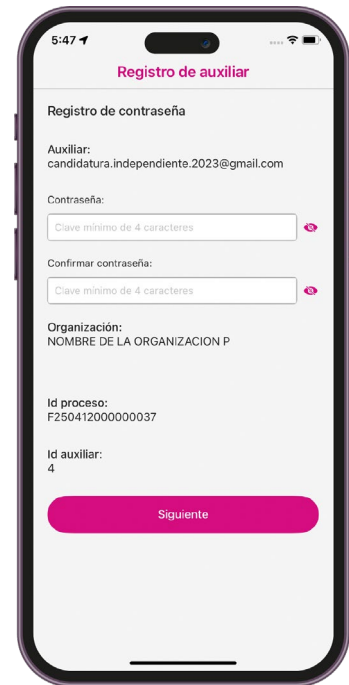 5:47
Registro de auxiliar
Registro de contraseña
Auxiliar:
candidatura.independiente.2023@gmail.com
Contraseña:
Clave mínimo de 4 caracteres
Confirmar contraseña:
Clave mínimo de 4 caracteres
Organización:
NOMBRE DE LA ORGANIZACION P
Id proceso:
F250412000000037
Id auxiliar:
4
Siguiente